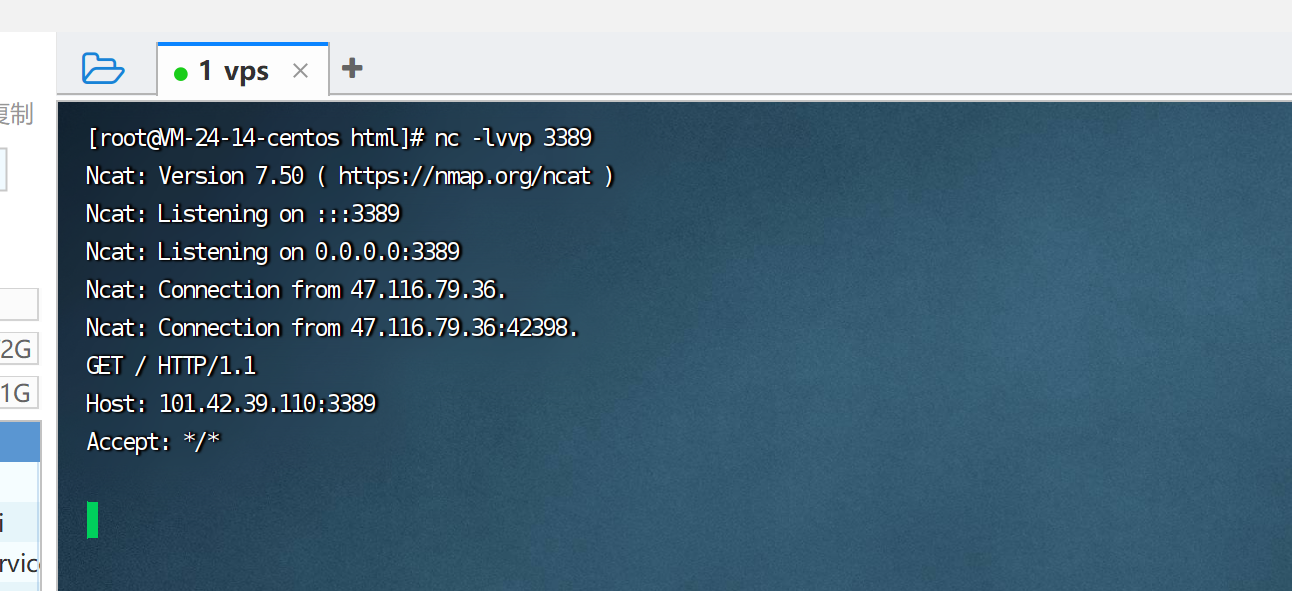 1 vps
复制
[root@VM-24-14-centos html]# nc -lvvp 3389
Ncat: Version 7.50 ( https://nmap.org/ncat )
Ncat: Listening on :::3389
Ncat: Listening on 0.0.0.0:3389
Ncat: Connection from 47.116.79.36.
Ncat: Connection from 47.116.79.36:42398.
GET / HTTP/1.1
Host: 101.42.39.110:3389
Accept: */*
2G
1G